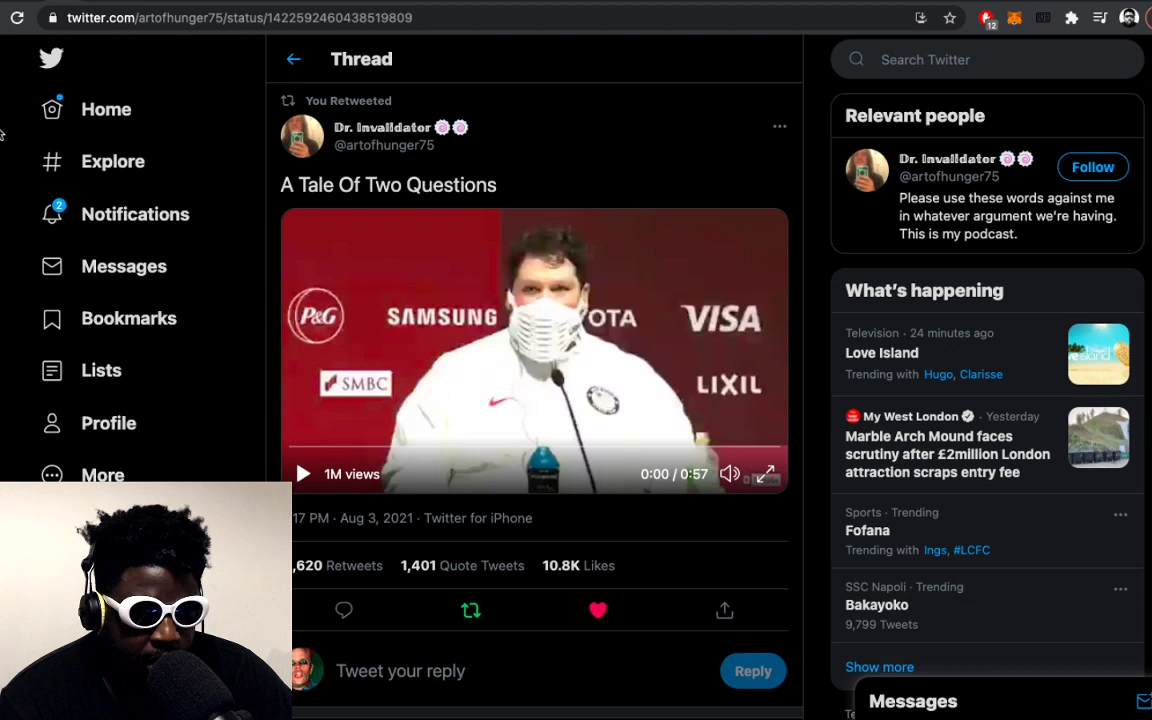 twitter.com/artofhunger75/status/1422592460438519809
12
Home
Explore
2
Notifications
Messages
Bookmarks
Lists
Profile
More
Thread
You Retweeted
Dr. Invalidator
@artofhunger75
A Tale Of Two Questions
P&G
SAMSUNG
OTA
VISA
SMBC
LIXIL
1M views
0:00 / 0:57
17 PM · Aug 3, 2021 · Twitter for iPhone
,620 Retweets 1,401 Quote Tweets 10.8K Likes
Tweet your reply
Reply
Search Twitter
Relevant people
Dr. Invalidator
@artofhunger75
Follow
Please use these words against me
in whatever argument we're having.
This is my podcast.
What's happening
Television · 24 minutes ago
Love Island
Trending with Hugo, Clarisse
My West London · Yesterday
Marble Arch Mound faces
scrutiny after £2million London
attraction scraps entry fee
Sports · Trending
Fofana
Trending with Ings, #LCFC
SSC Napoli · Trending
Bakayoko
9,799 Tweets
Show more
Messages